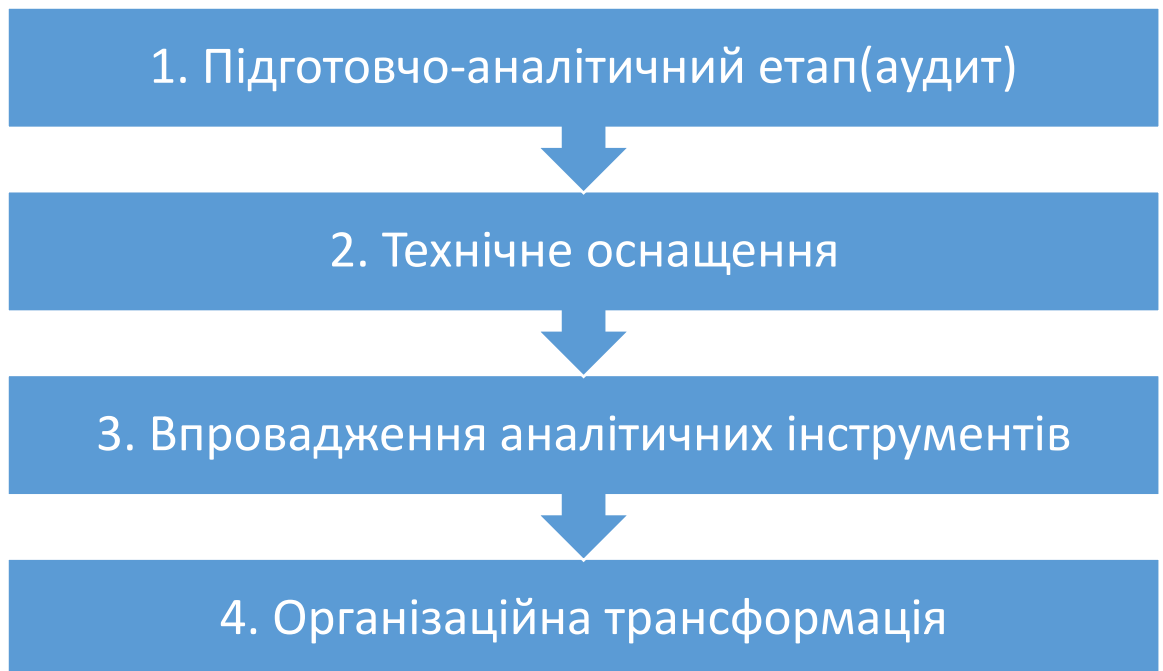 1. Підготовчо-аналітичний етап(аудит)
2. Технічне оснащення
3. Впровадження аналітичних інструментів
4. Організаційна трансформація